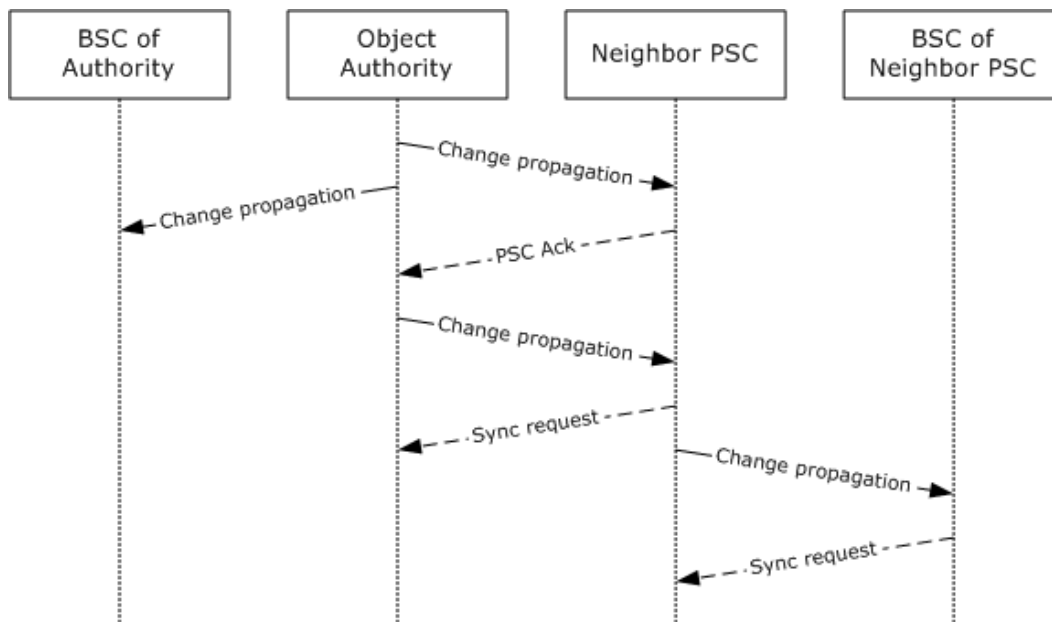 BSC of
Authority
Object
Authority
Neighbor PSC
BSC of
Neighbor PSC
Change propagation
Change propagation
PSC Ack
Change propagation
Sync request
Change propagation
Sync request